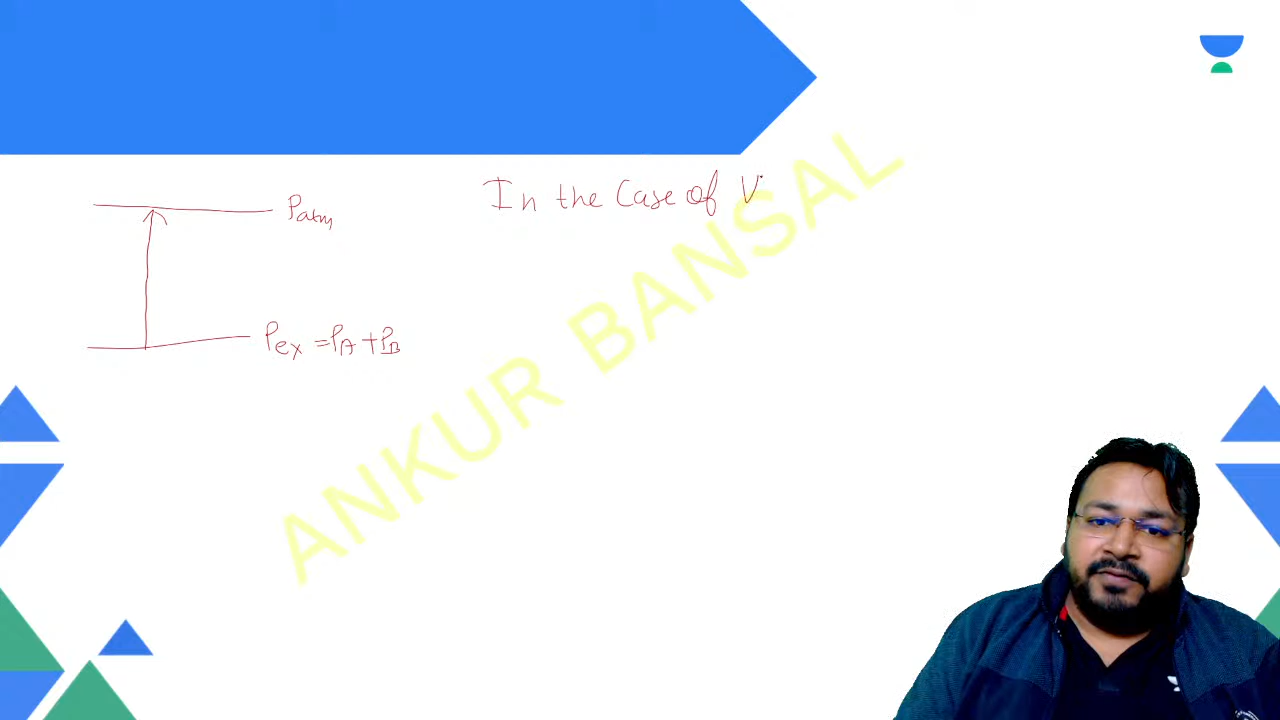 In the Case of V
Patm
Pex = PA + PB
ANKUR BANSAL